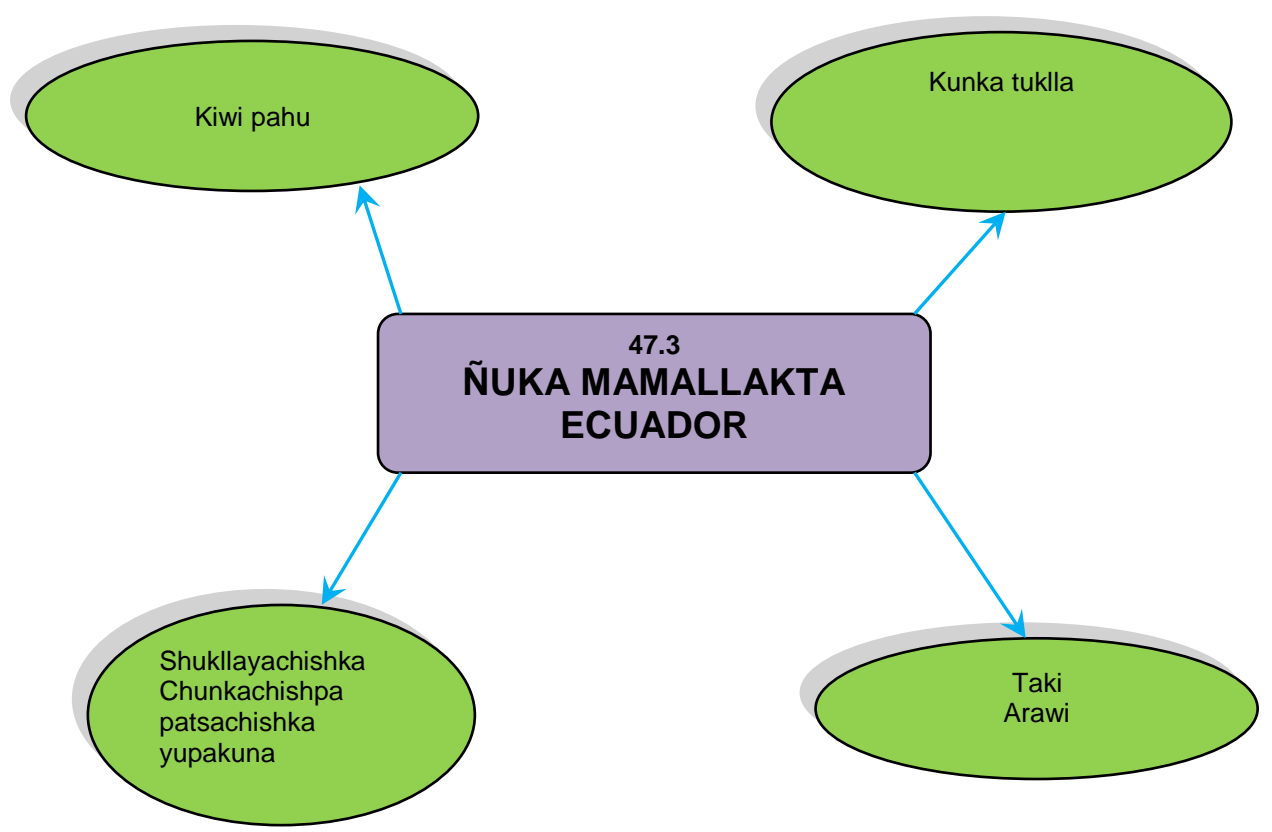 Kiwi pahu
Kunka tuklla
47.3
ÑUKA MAMALLAKTA
ECUADOR
Shukllayachishka
Chunkachishpa
patsachishka
yupakuna
Taki
Arawi